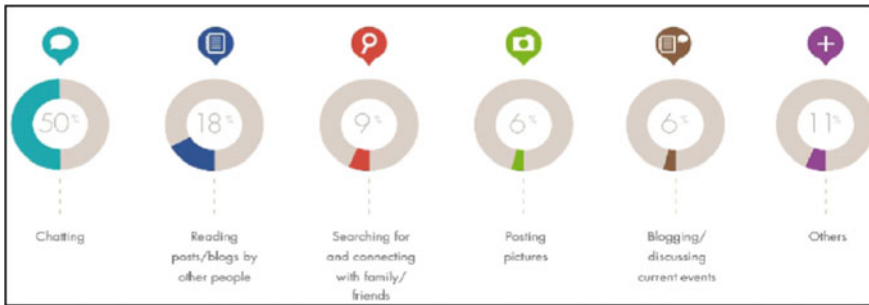 50%
18%
9%
6%
6%
11%
Chatting
Reading
posts/blogs by
other people
Searching for
and connecting
with family/
friends
Posting
pictures
Blogging/
discussing
current events
Others